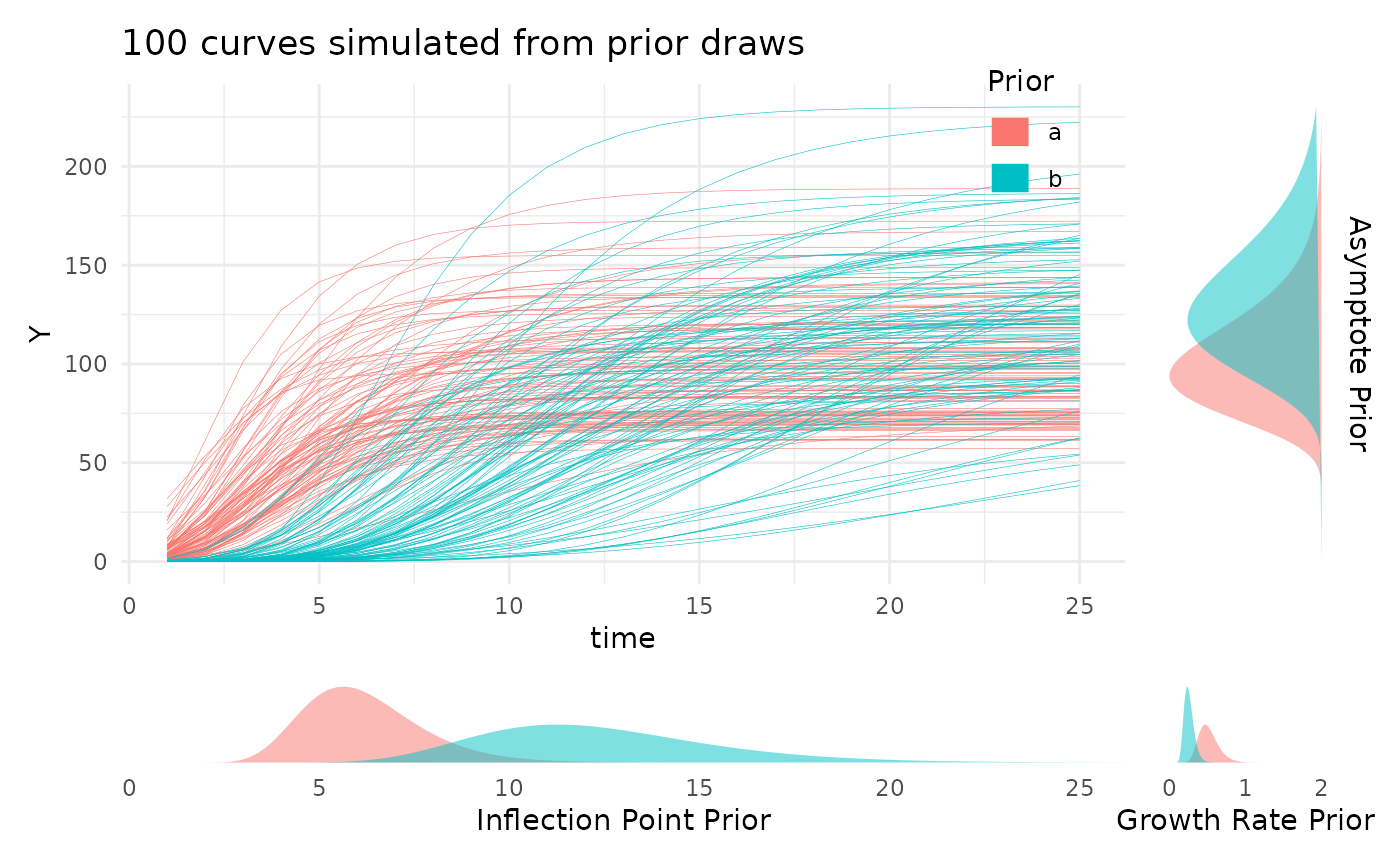 100 curves simulated from prior draws
Prior
a
b
Y
200
150
100
50
0
0 5 10 15 20 25
time
Asymptote Prior
0 5 10 15 20 25
Inflection Point Prior
0 1 2
Growth Rate Prior